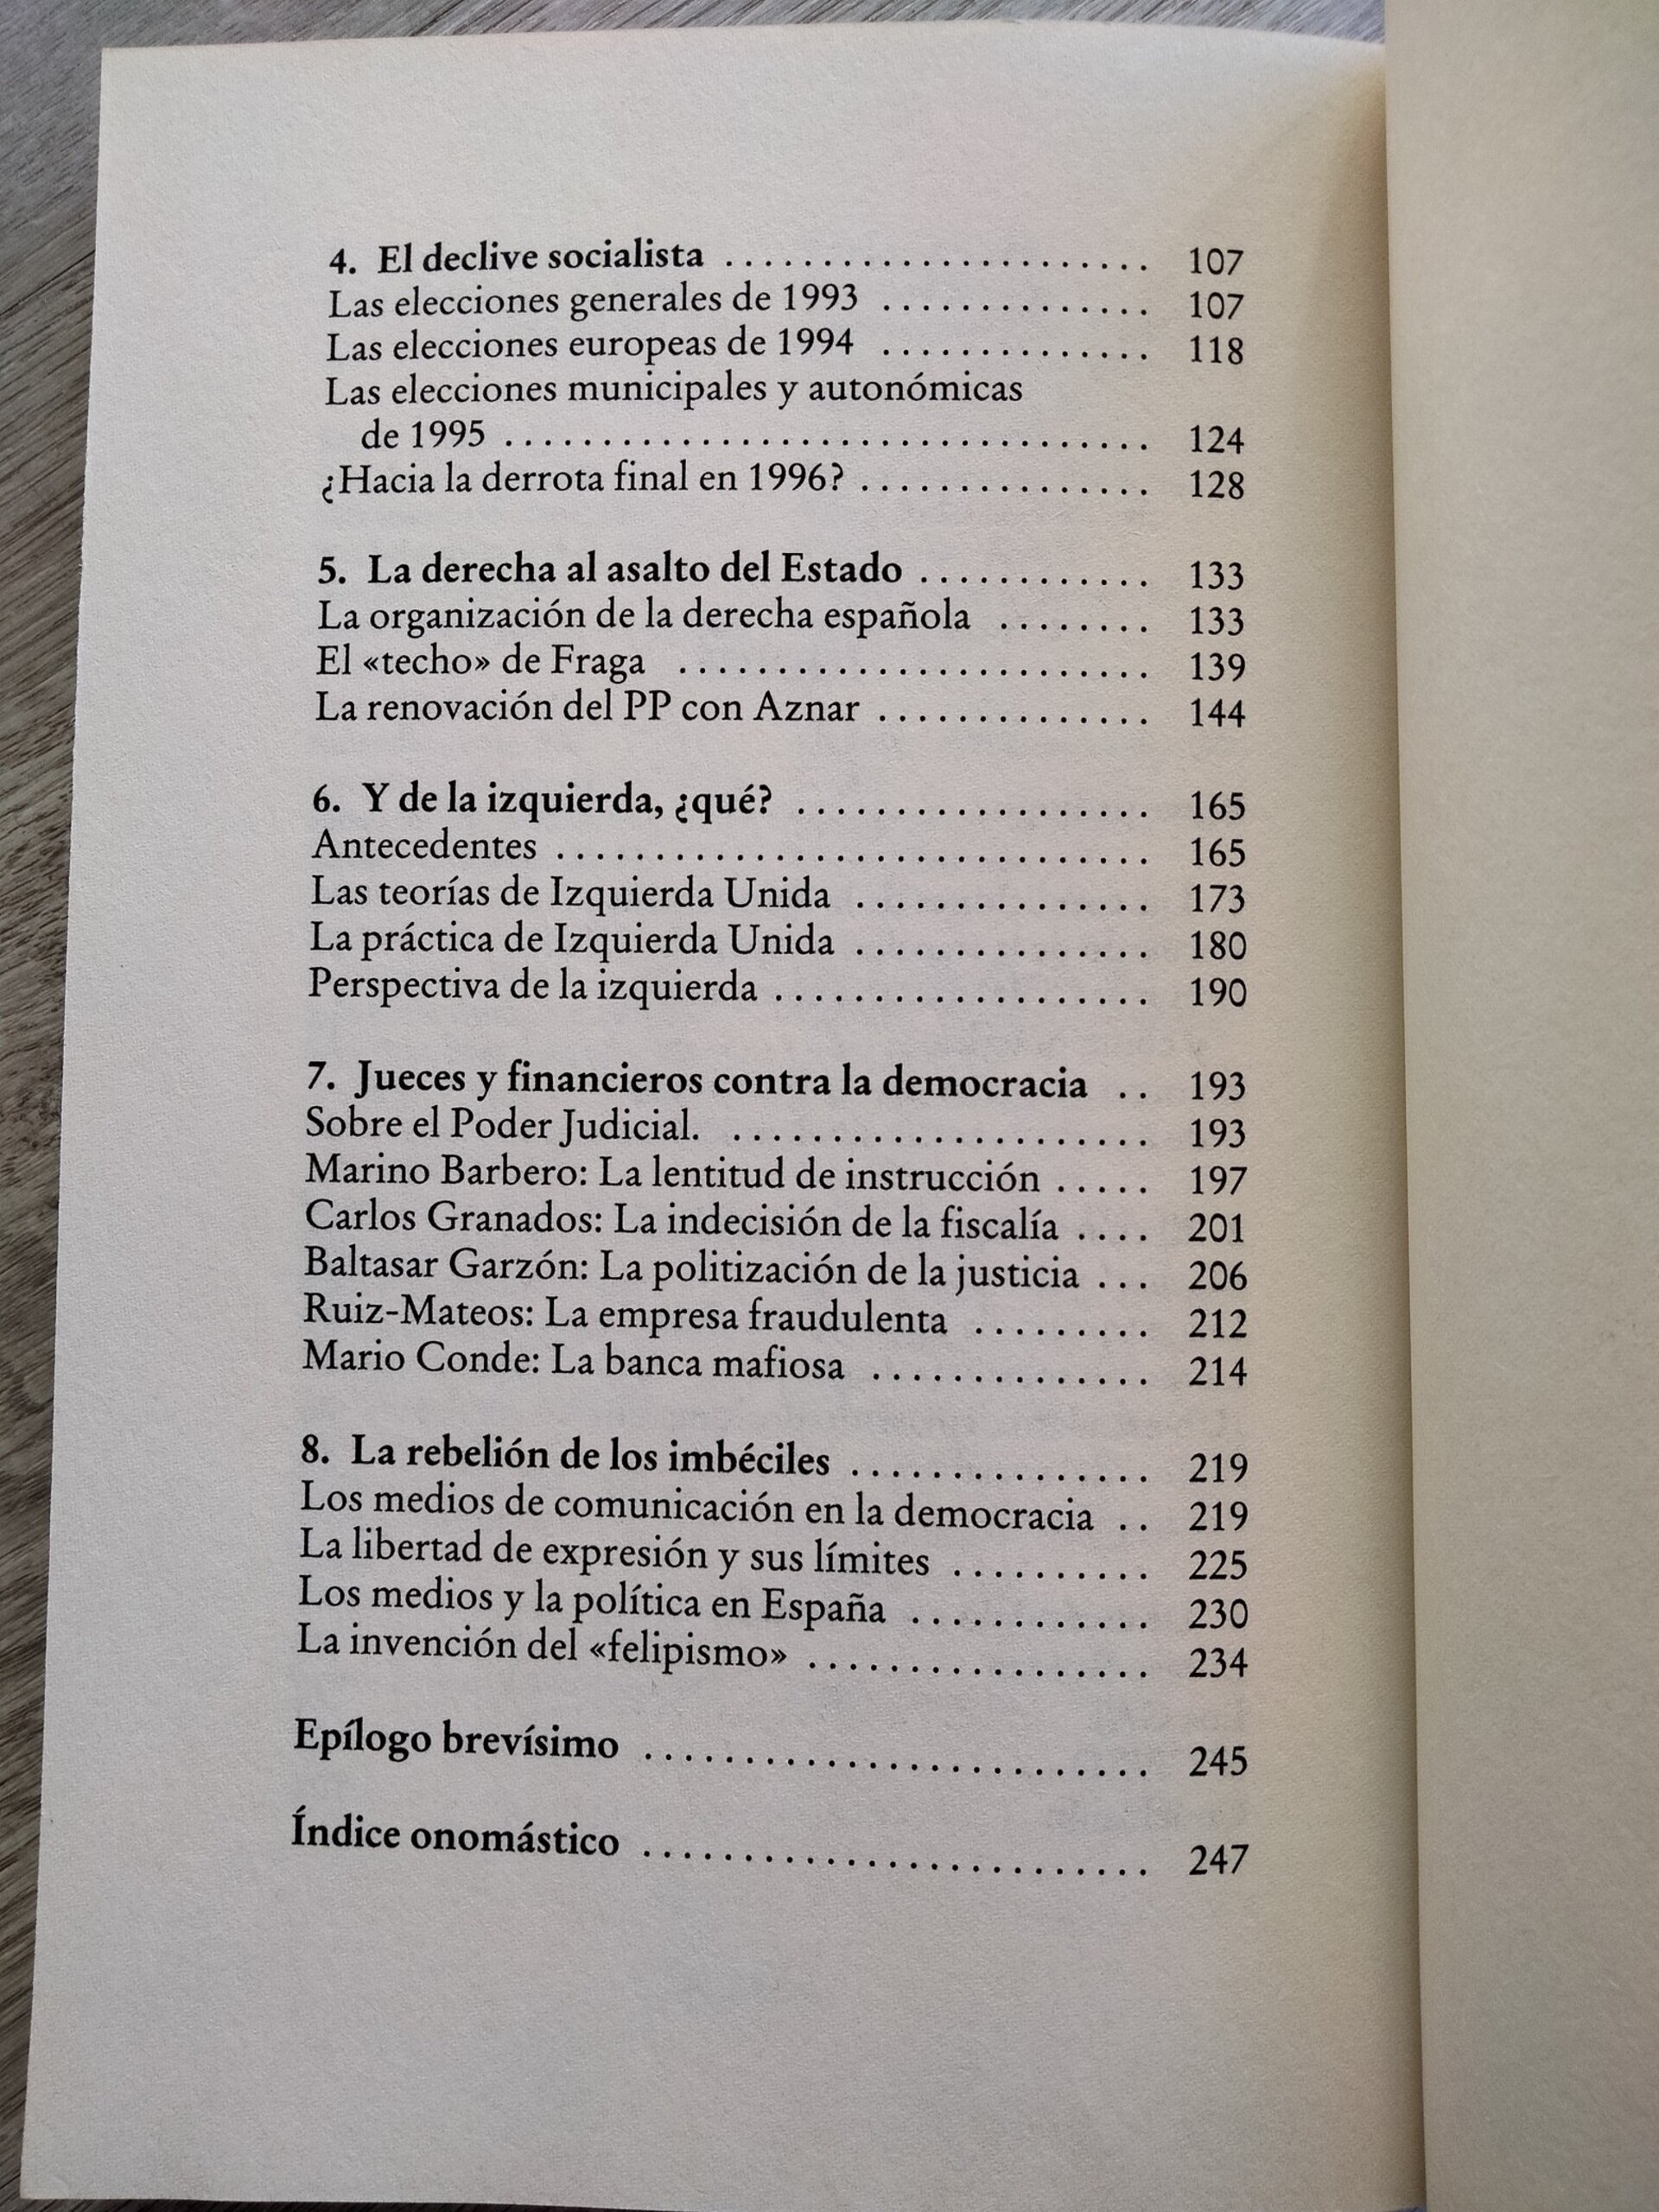 4. El declive socialista ....................... 107
Las elecciones generales de 1993 .............. 107
Las elecciones europeas de 1994 .............. 118
Las elecciones municipales y autonómicas
de 1995 ................................. 124
¿Hacia la derrota final en 1996? ............... 128
5. La derecha al asalto del Estado ............ 133
La organización de la derecha española ........ 133
El «techo» de Fraga ........................ 139
La renovación del PP con Aznar .............. 144
6. Y de la izquierda, ¿qué? .................. 165
Antecedentes .............................. 165
Las teorías de Izquierda Unida ............... 173
La práctica de Izquierda Unida ............... 180
Perspectiva de la izquierda ................... 190
7. Jueces y financieros contra la democracia .. 193
Sobre el Poder Judicial. ..................... 193
Marino Barbero: La lentitud de instrucción ..... 197
Carlos Granados: La indecisión de la fiscalía .... 201
Baltasar Garzón: La politización de la justicia ... 206
Ruiz-Mateos: La empresa fraudulenta ......... 212
Mario Conde: La banca mafiosa .............. 214
8. La rebelión de los imbéciles ............... 219
Los medios de comunicación en la democracia .. 219
La libertad de expresión y sus límites .......... 225
Los medios y la política en España ............ 230
La invención del «felipismo» ................. 234
Epílogo brevísimo .......................... 245
Índice onomástico .......................... 247